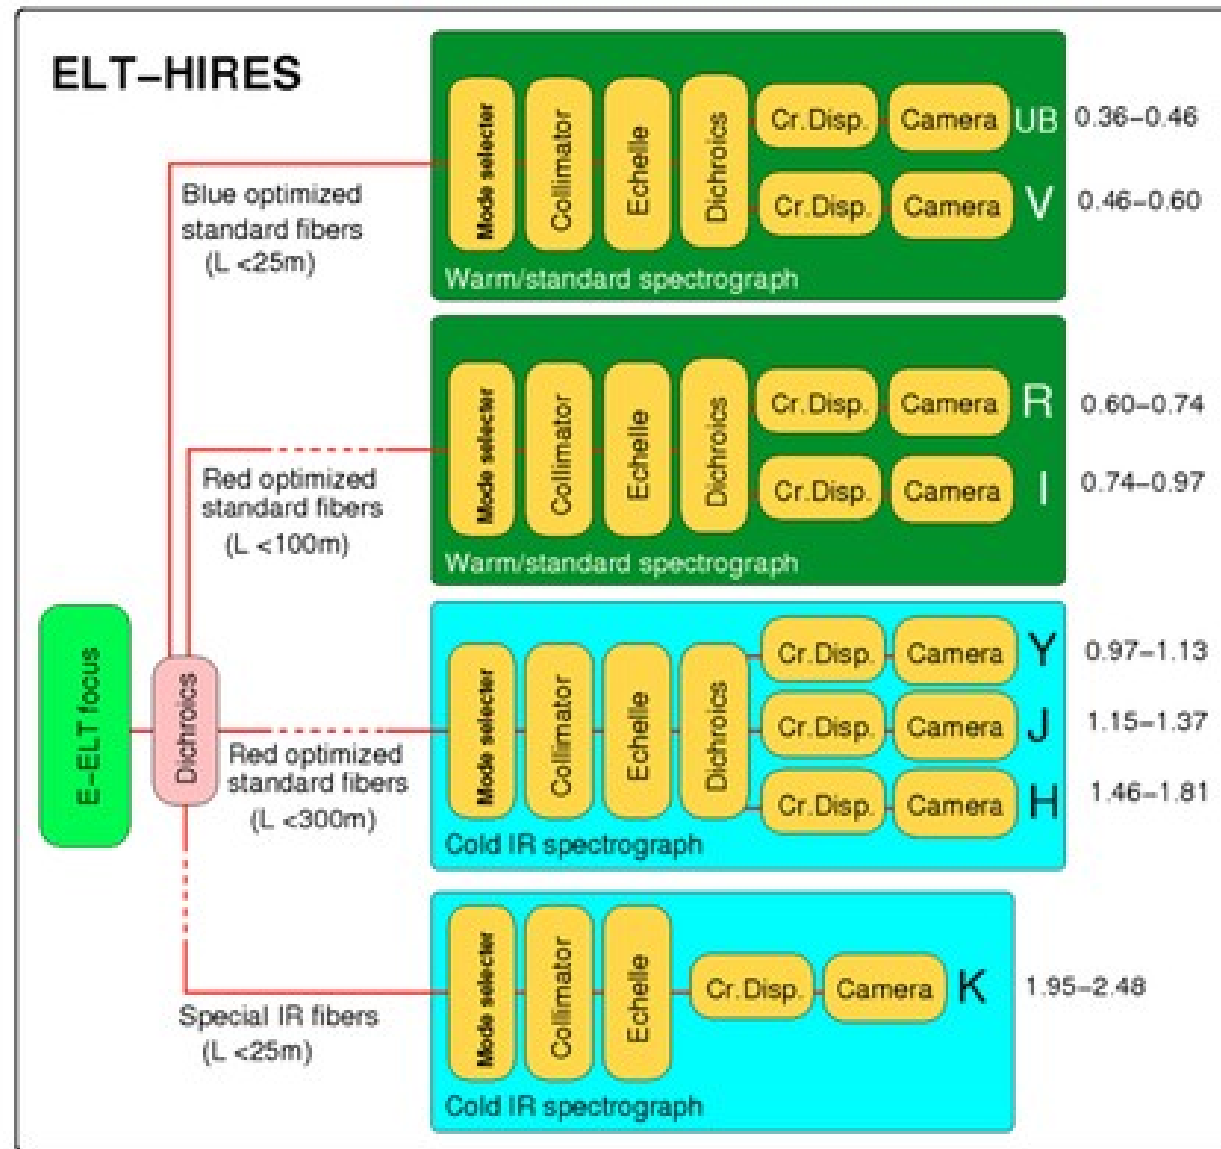 ELT-HIRES
Blue optimized
standard fibers
(L <25m)
Mode selecter
Collimator
Echelle
Dichroics
Cr.Disp.
Camera
UB
0.36-0.46
Cr.Disp.
Camera
V
0.46-0.60
Warm/standard spectrograph
Red optimized
standard fibers
(L <100m)
Mode selecter
Collimator
Echelle
Dichroics
Cr.Disp.
Camera
R
0.60-0.74
Cr.Disp.
Camera
I
0.74-0.97
Warm/standard spectrograph
E-ELT focus
Dichroics
Red optimized
standard fibers
(L <300m)
Mode selecter
Collimator
Echelle
Dichroics
Cr.Disp.
Camera
Y
0.97-1.13
Cr.Disp.
Camera
J
1.15-1.37
Cr.Disp.
Camera
H
1.46-1.81
Cold IR spectrograph
Special IR fibers
(L <25m)
Mode selecter
Collimator
Echelle
Cr.Disp.
Camera
K
1.95-2.48
Cold IR spectrograph